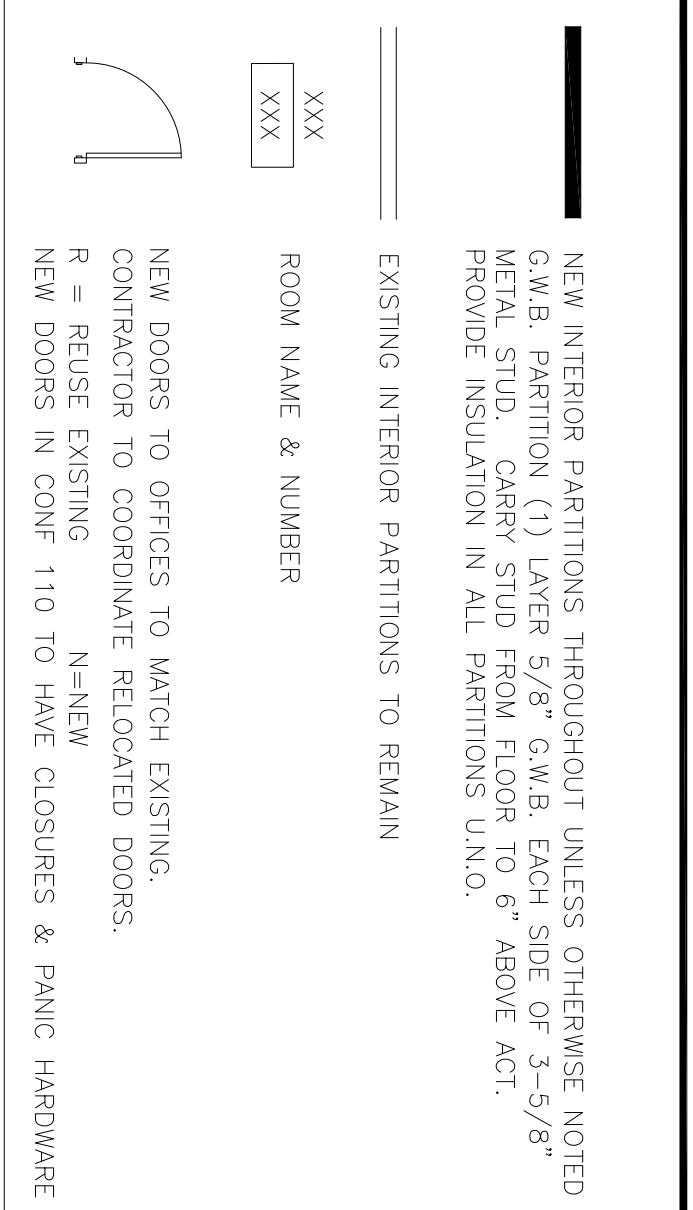 NEW INTERIOR PARTITIONS THROUGHOUT UNLESS OTHERWISE NOTED
G.W.B. PARTITION (1) LAYER 5/8" G.W.B. EACH SIDE OF 3-5/8"
METAL STUD. CARRY STUD FROM FLOOR TO 6" ABOVE ACT.
PROVIDE INSULATION IN ALL PARTITIONS U.N.O.
EXISTING INTERIOR PARTITIONS TO REMAIN
XXX
XXX
ROOM NAME & NUMBER
NEW DOORS TO OFFICES TO MATCH EXISTING.
CONTRACTOR TO COORDINATE RELOCATED DOORS.
R = REUSE EXISTING N=NEW
NEW DOORS IN CONF 110 TO HAVE CLOSURES & PANIC HARDWARE